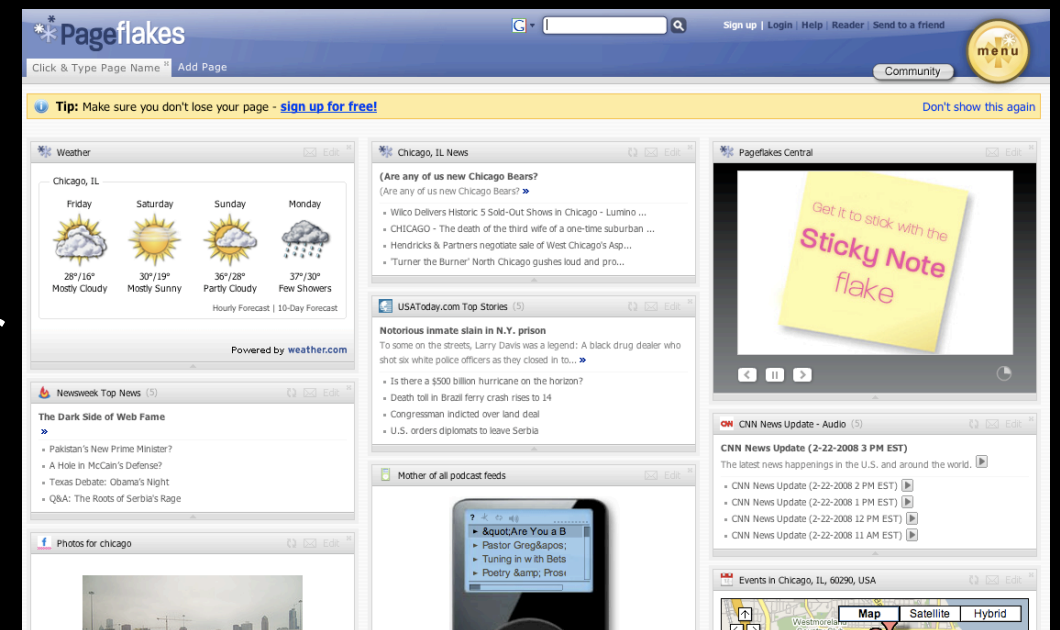 Pageflakes
G
Sign up | Login | Help | Reader | Send to a friend
menu
Click & Type Page Name
Add Page
Community
Tip: Make sure you don't lose your page - sign up for free!
Don't show this again
Weather
Edit
Chicago, IL
Friday
Saturday
Sunday
Monday
28°/16°
30°/19°
36°/28°
37°/30°
Mostly Cloudy
Mostly Sunny
Partly Cloudy
Few Showers
Hourly Forecast | 10-Day Forecast
Powered by weather.com
Newsweek Top News (5)
Edit
The Dark Side of Web Fame
»
Pakistan's New Prime Minister?
A Hole in McCain's Defense?
Texas Debate: Obama's Night
Q&A: The Roots of Serbia's Rage
Photos for chicago
Edit
Chicago, IL News
Edit
(Are any of us new Chicago Bears?
(Are any of us new Chicago Bears? »
Wilco Delivers Historic 5 Sold-Out Shows in Chicago - Lumino ...
CHICAGO - The death of the third wife of a one-time suburban ...
Hendricks & Partners negotiate sale of West Chicago's Asp...
'Turner the Burner' North Chicago gushes loud and pro...
USAToday.com Top Stories (5)
Edit
Notorious inmate slain in N.Y. prison
To some on the streets, Larry Davis was a legend: A black drug dealer who
shot six white police officers as they closed in to... »
Is there a $500 billion hurricane on the horizon?
Death toll in Brazil ferry crash rises to 14
Congressman indicted over land deal
U.S. orders diplomats to leave Serbia
Mother of all podcast feeds
Edit
?
&quot;Are You a B
Pastor Greg&apos;
Tuning in with Bets
Poetry &amp; Prose
Pageflakes Central
Edit
Get it to stick with the
Sticky Note
flake
CNN News Update - Audio (5)
Edit
CNN News Update (2-22-2008 3 PM EST)
The latest news happenings in the U.S. and around the world.
CNN News Update (2-22-2008 2 PM EST)
CNN News Update (2-22-2008 1 PM EST)
CNN News Update (2-22-2008 12 PM EST)
CNN News Update (2-22-2008 11 AM EST)
Events in Chicago, IL, 60290, USA
Edit
Map
Satellite
Hybrid